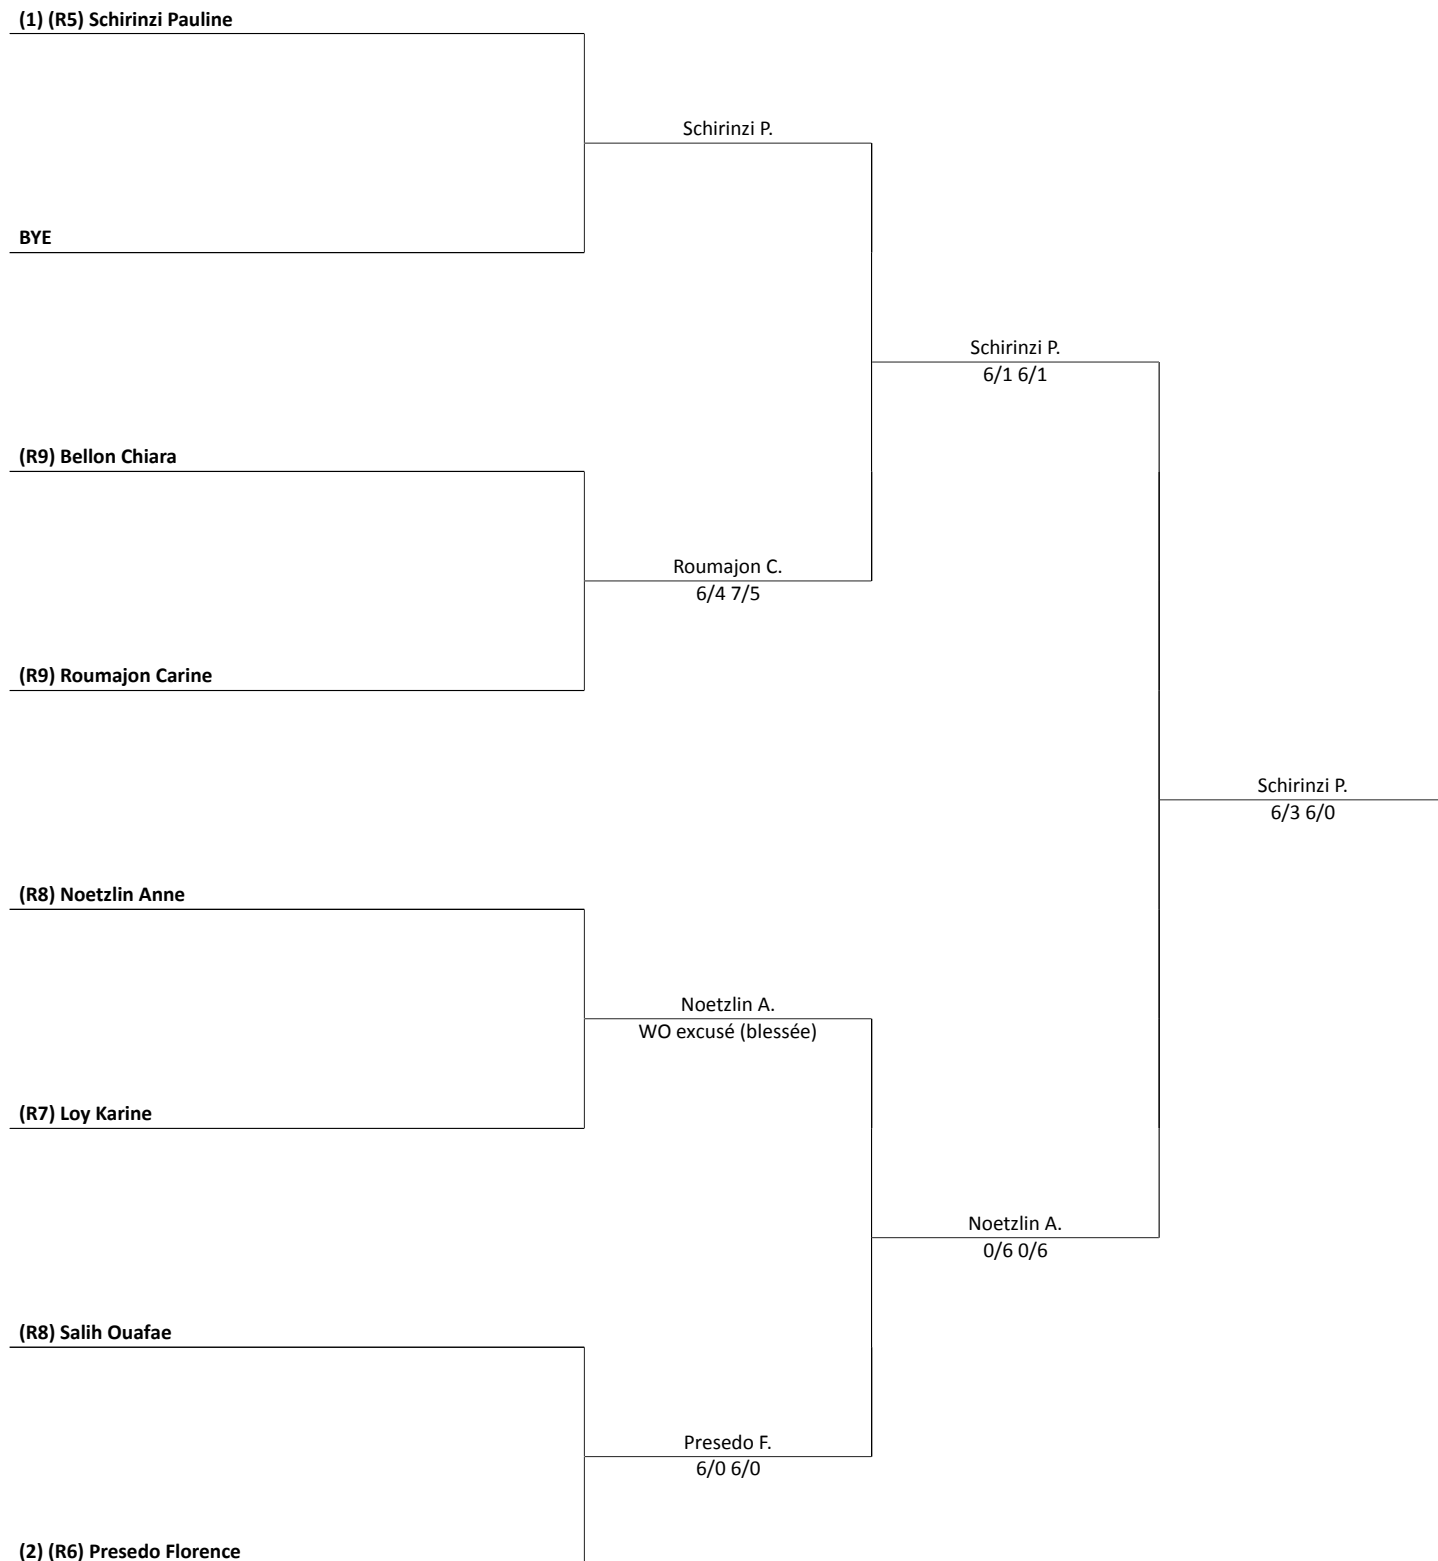 (1) (R5) Schirinzi Pauline
Schirinzi P.
BYE
Schirinzi P.
6/1 6/1
(R9) Bellon Chiara
Roumajon C.
6/4 7/5
(R9) Roumajon Carine
Schirinzi P.
6/3 6/0
(R8) Noetzlin Anne
Noetzlin A.
WO excusé (blessée)
(R7) Loy Karine
Noetzlin A.
0/6 0/6
(R8) Salih Ouafae
Presedo F.
6/0 6/0
(2) (R6) Presedo Florence